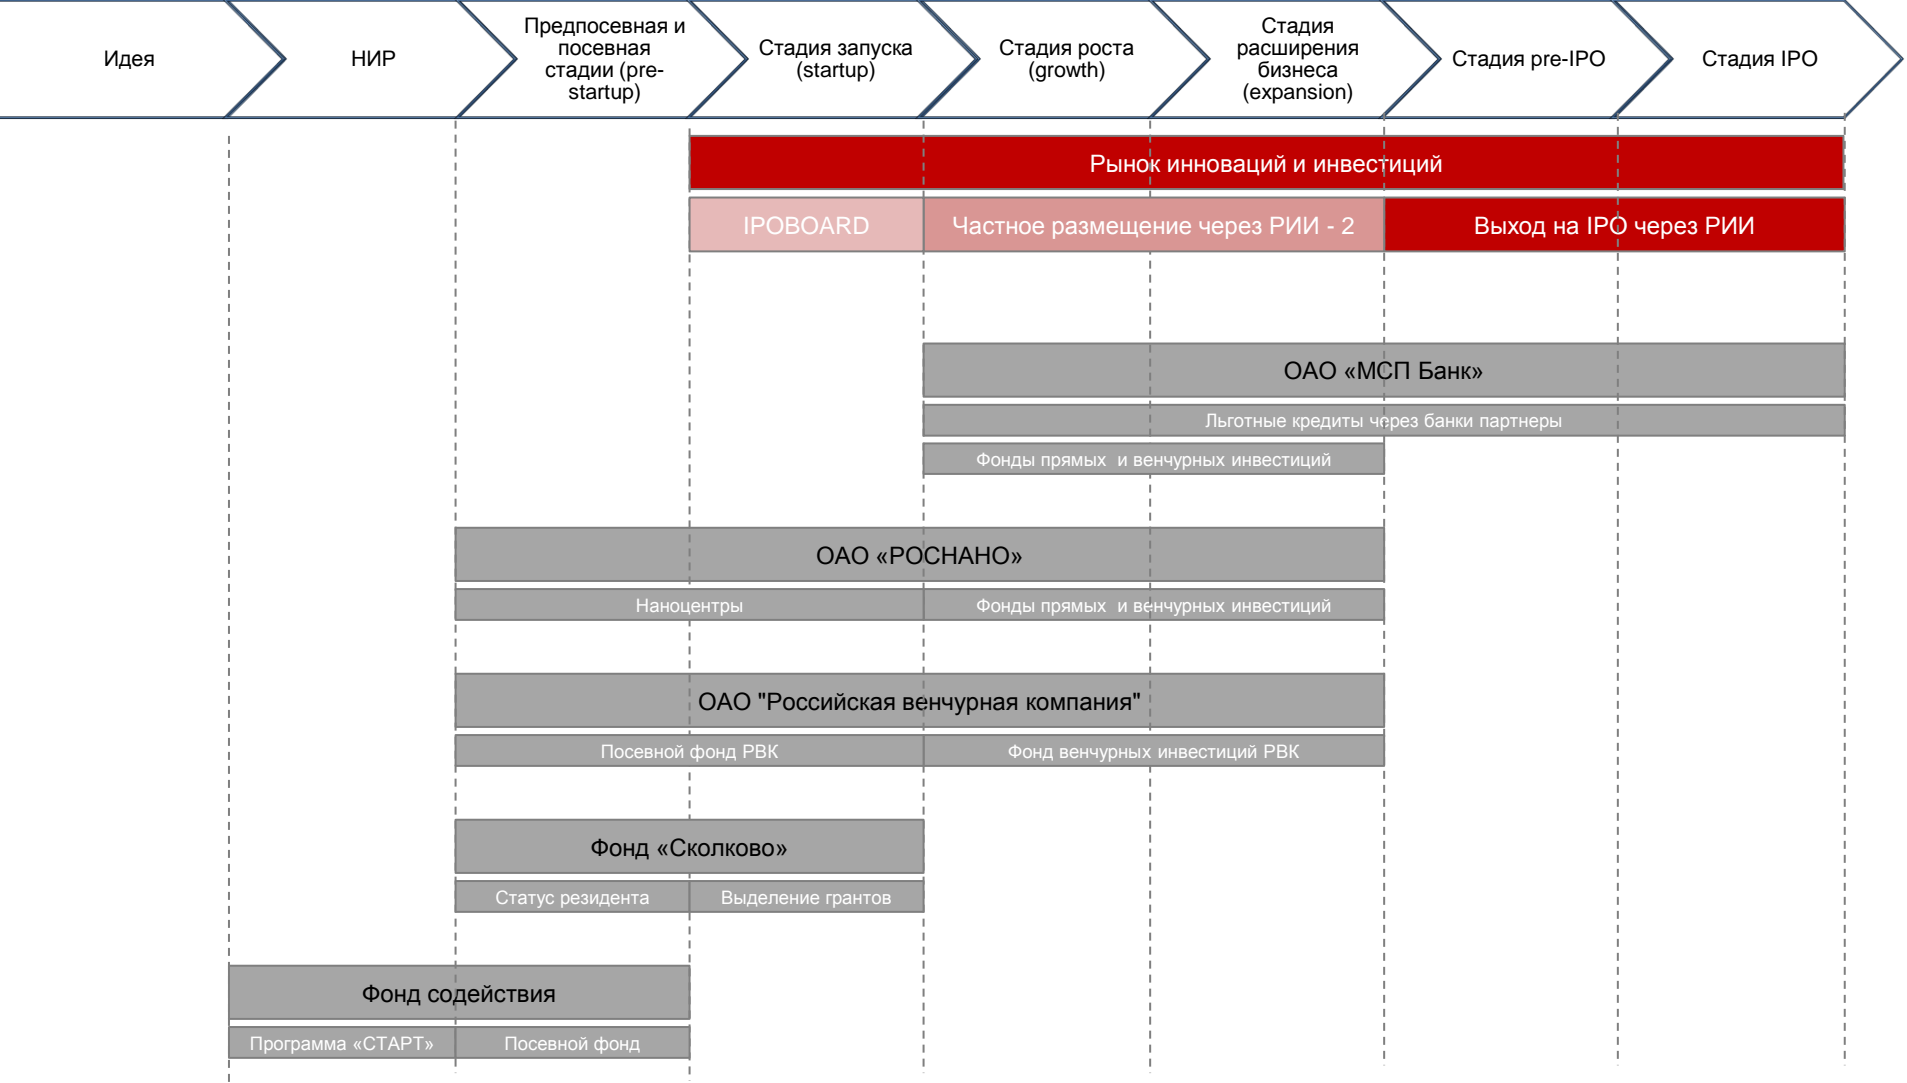 Идея
НИР
Предпосевная и
посевная
стадии (pre-
startup)
Стадия запуска
(startup)
Стадия роста
(growth)
Стадия
расширения
бизнеса
(expansion)
Стадия pre-IPO
Стадия IPO
Рынок инноваций и инвестиций
IPOBOARD
Частное размещение через РИИ - 2
Выход на IPO через РИИ
ОАО «МСП Банк»
Льготные кредиты через банки партнеры
Фонды прямых и венчурных инвестиций
ОАО «РОСНАНО»
Наноцентры
Фонды прямых и венчурных инвестиций
ОАО "Российская венчурная компания"
Посевной фонд РВК
Фонд венчурных инвестиций РВК
Фонд «Сколково»
Статус резидента
Выделение грантов
Фонд содействия
Программа «СТАРТ»
Посевной фонд